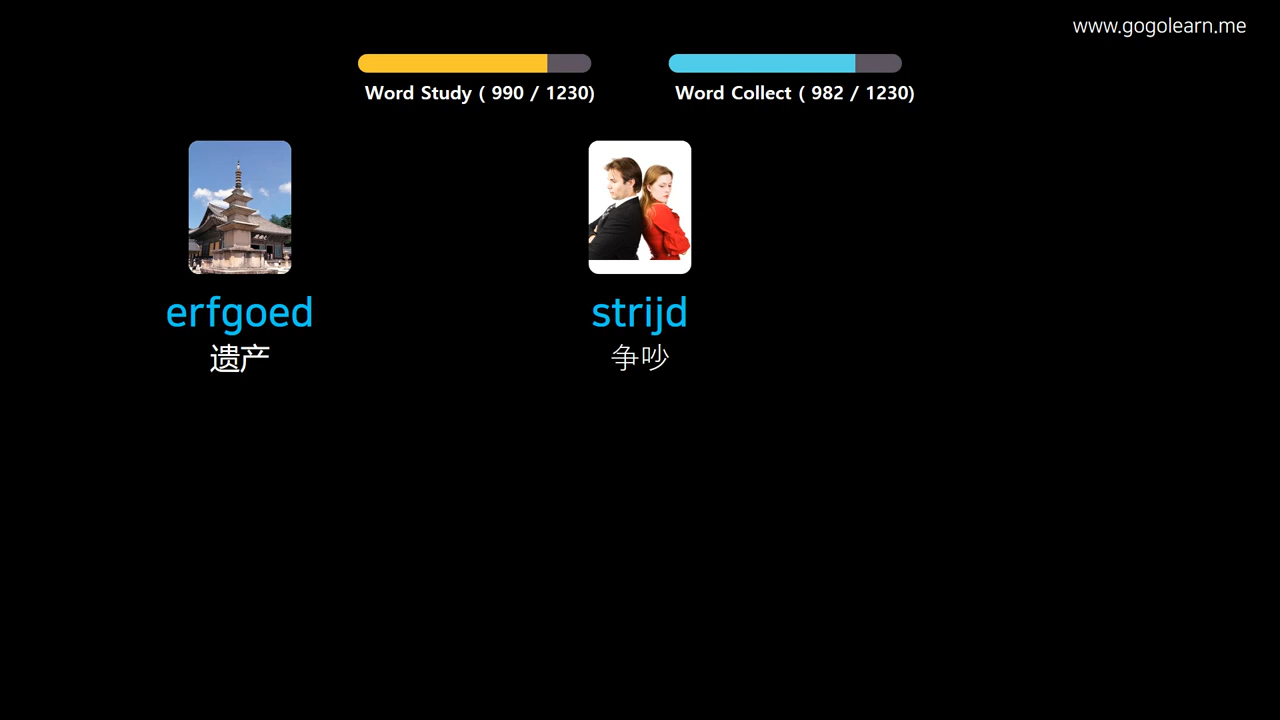 www.gogolearn.me
Word Study ( 990 / 1230)
Word Collect ( 982 / 1230)
erfgoed
遗产
strijd
争吵